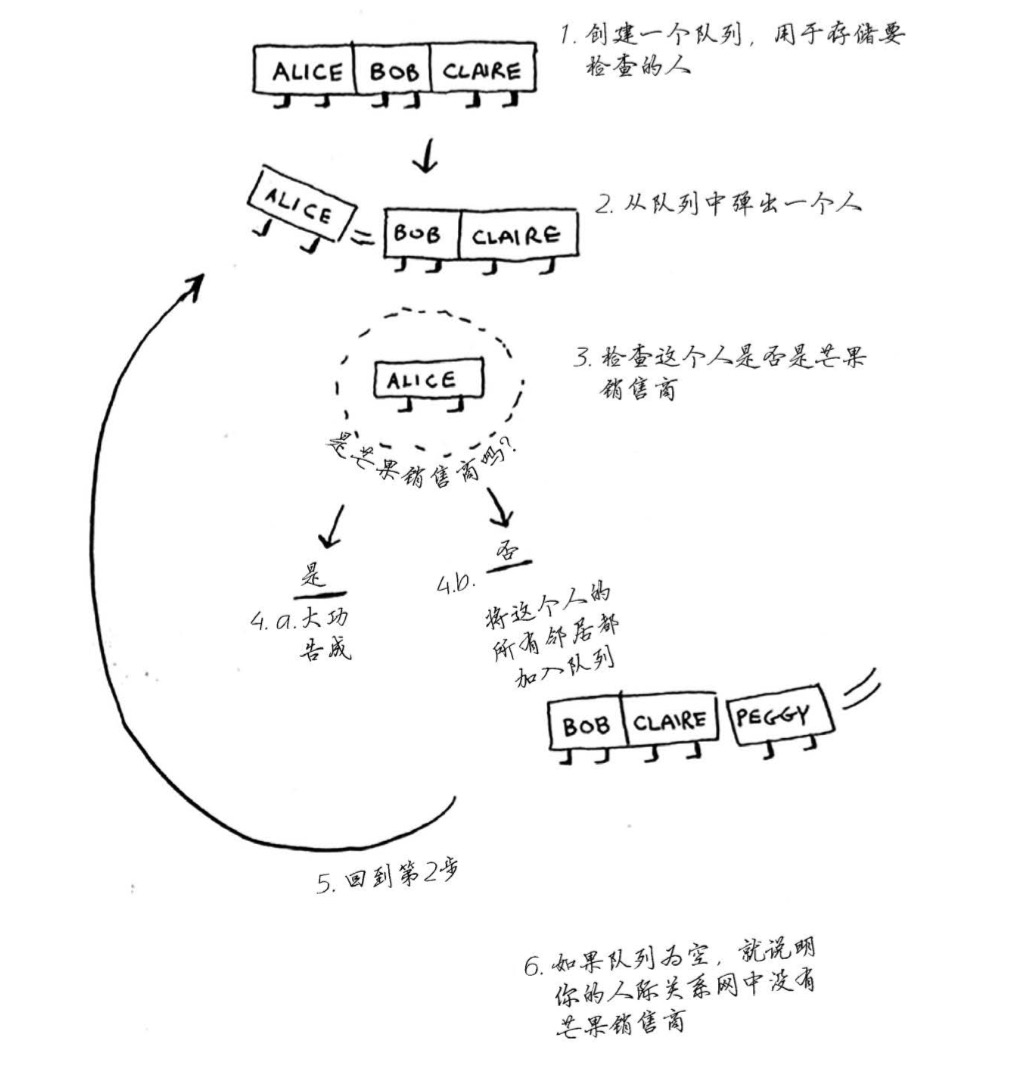 ALICE BOB CLAIRE
1. 创建一个队列，用于存储要
检查的人
ALICE
BOB CLAIRE
2. 从队列中弹出一个人
ALICE
3. 检查这个人是否是芒果
销售商
是芒果销售商吗?
是
4.a.大功
告成
4.b.
否
将这个人的
所有邻居都
加入队列
BOB CLAIRE PEGGY
5. 回到第2步
6. 如果队列为空，就说明
你的人际关系网中没有
芒果销售商